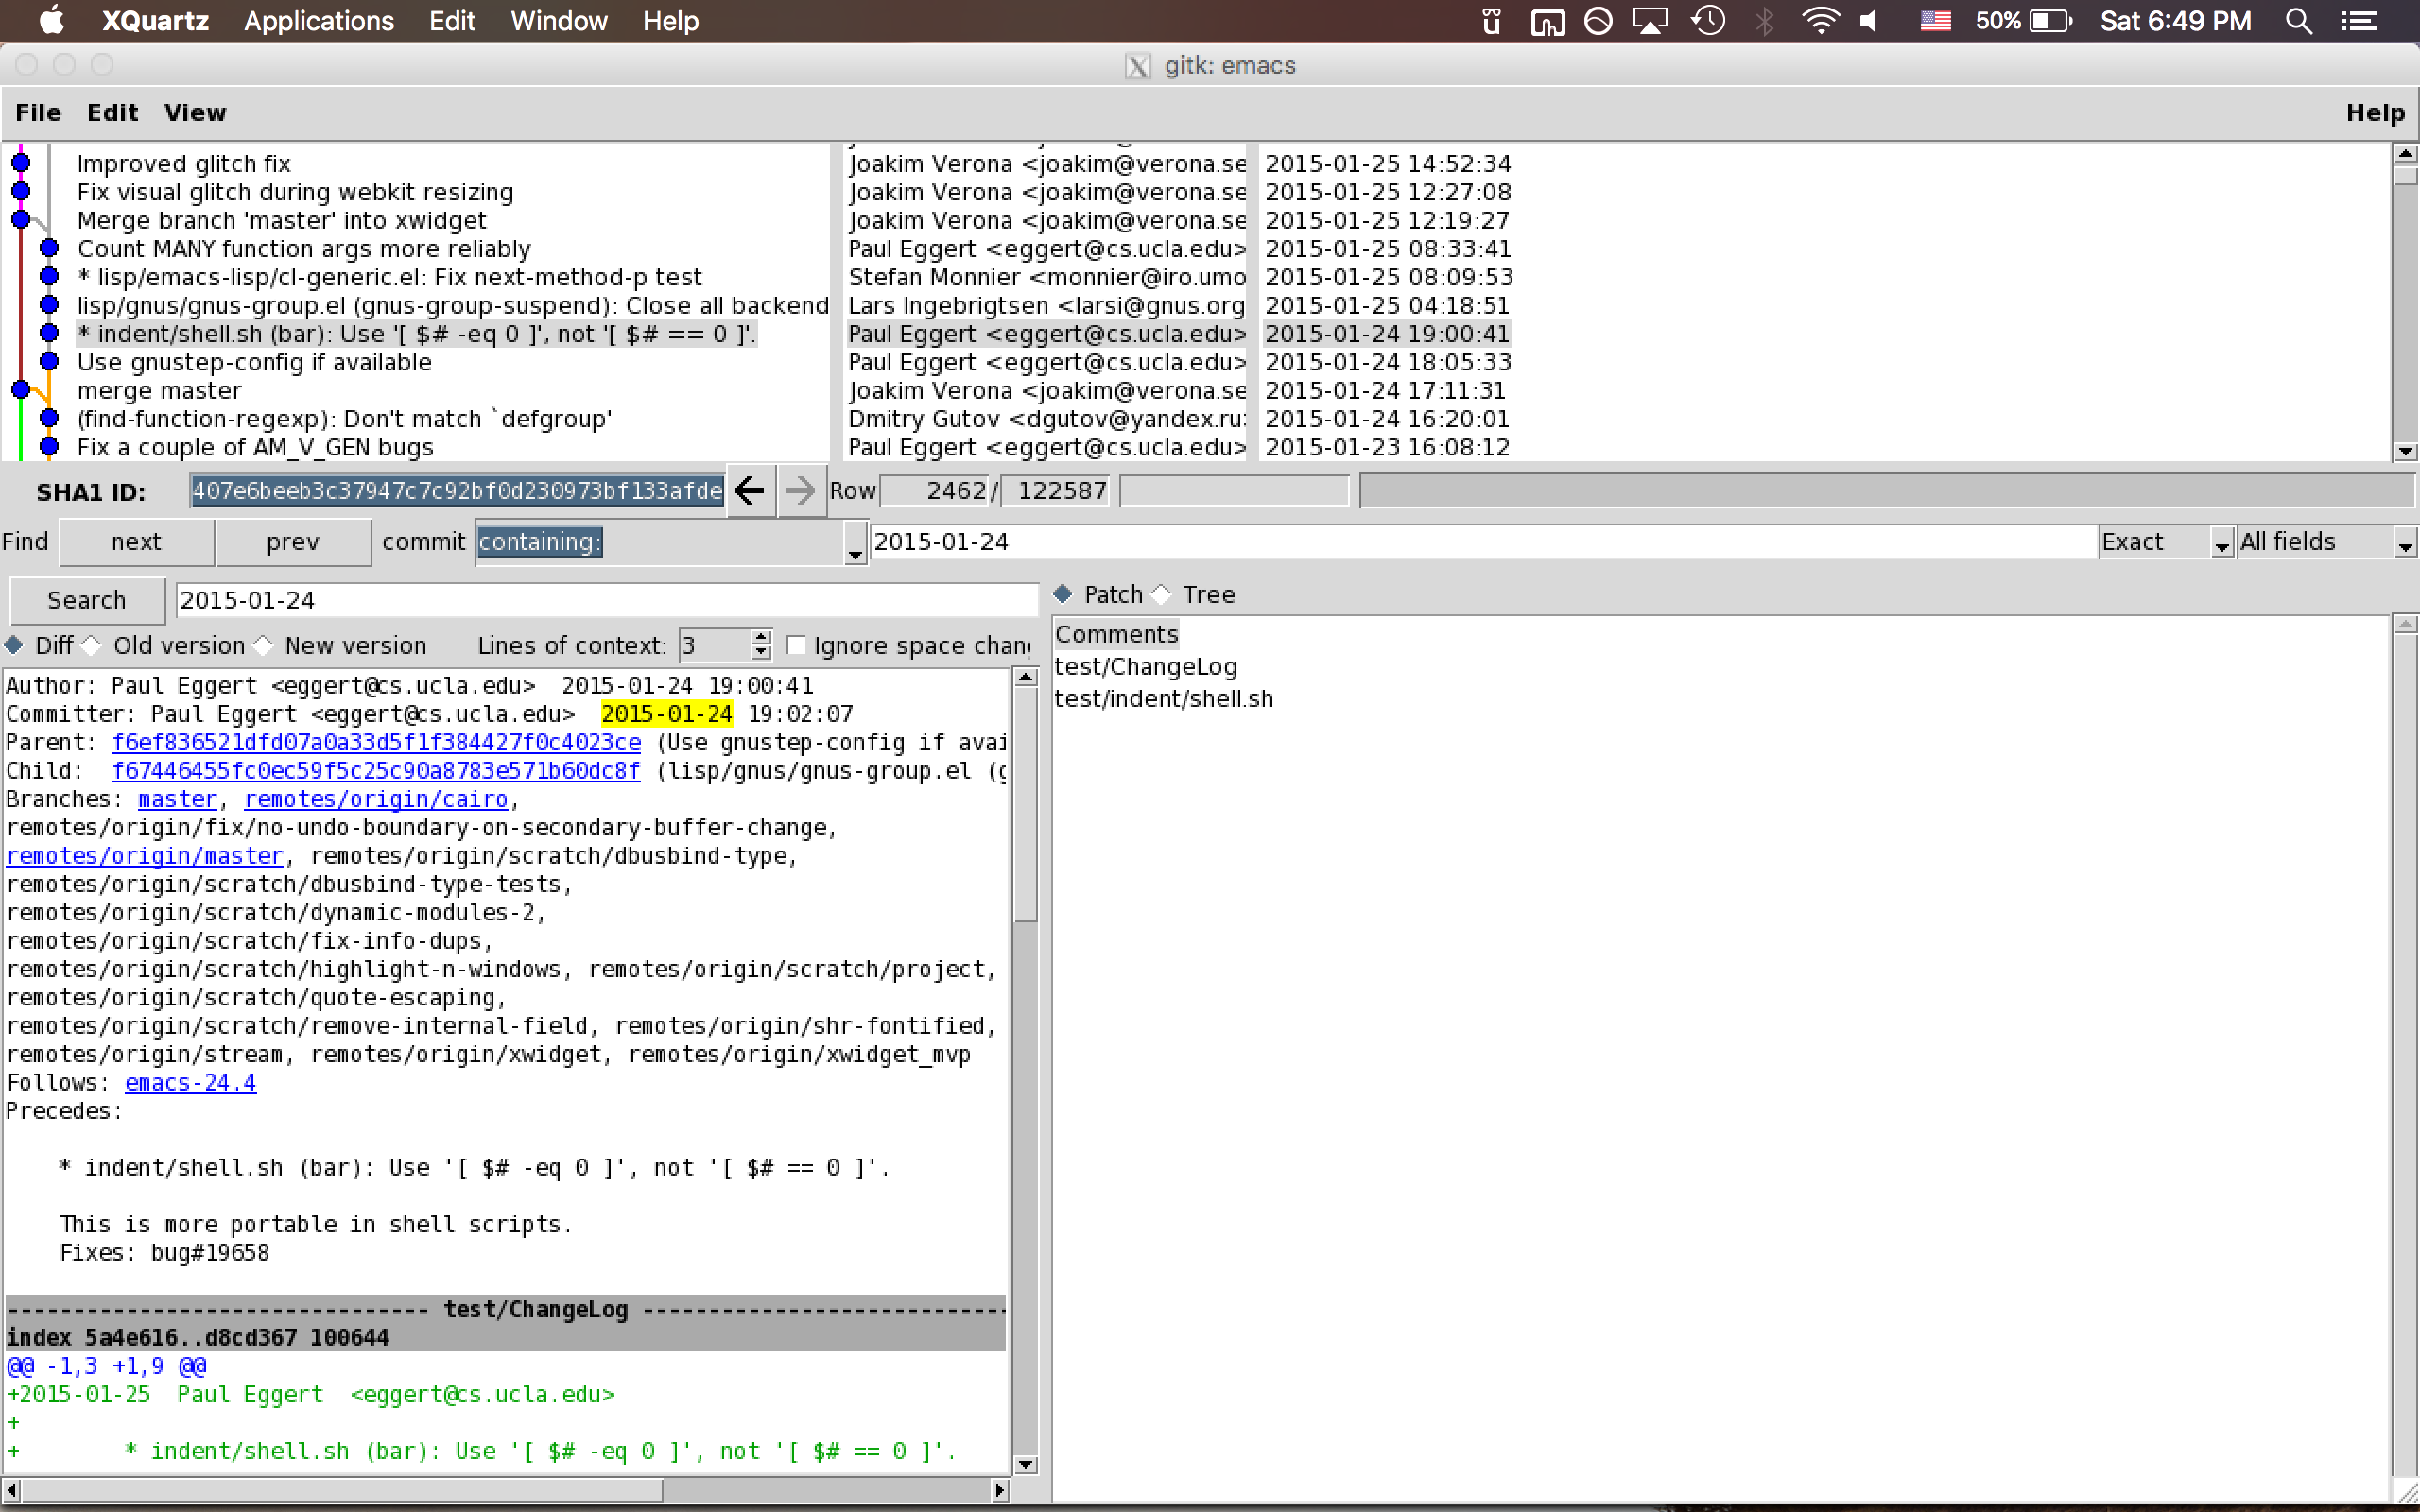 XQuartz Applications Edit Window Help 50% Sat 6:49 PM
gitk: emacs
File Edit View Help
Improved glitch fix Joakim Verona <joakim@verona.se 2015-01-25 14:52:34
Fix visual glitch during webkit resizing Joakim Verona <joakim@verona.se 2015-01-25 12:27:08
Merge branch 'master' into xwidget Joakim Verona <joakim@verona.se 2015-01-25 12:19:27
Count MANY function args more reliably Paul Eggert <eggert@cs.ucla.edu> 2015-01-25 08:33:41
* lisp/emacs-lisp/cl-generic.el: Fix next-method-p test Stefan Monnier <monnier@iro.umo 2015-01-25 08:09:53
lisp/gnus/gnus-group.el (gnus-group-suspend): Close all backend Lars Ingebrigtsen <larsi@gnus.org 2015-01-25 04:18:51
* indent/shell.sh (bar): Use '[ $# -eq 0 ]', not '[ $# == 0 ]'. Paul Eggert <eggert@cs.ucla.edu> 2015-01-24 19:00:41
Use gnustep-config if available Paul Eggert <eggert@cs.ucla.edu> 2015-01-24 18:05:33
merge master Joakim Verona <joakim@verona.se 2015-01-24 17:11:31
(find-function-regexp): Don't match `defgroup' Dmitry Gutov <dgutov@yandex.ru> 2015-01-24 16:20:01
Fix a couple of AM_V_GEN bugs Paul Eggert <eggert@cs.ucla.edu> 2015-01-23 16:08:12
SHA1 ID: 407e6beeb3c37947c7c92bf0d230973bf133afde Row 2462 / 122587
Find next prev commit containing: 2015-01-24 Exact All fields
Search 2015-01-24
Patch Tree
Diff Old version New version Lines of context: 3 Ignore space chan
Comments
test/ChangeLog
test/indent/shell.sh
Author: Paul Eggert <eggert@cs.ucla.edu>  2015-01-24 19:00:41
Committer: Paul Eggert <eggert@cs.ucla.edu>  2015-01-24 19:02:07
Parent: f6ef836521dfd07a0a33d5f1f384427f0c4023ce (Use gnustep-config if avai
Child:  f67446455fc0ec59f5c25c90a8783e571b60dc8f (lisp/gnus/gnus-group.el (g
Branches: master, remotes/origin/cairo,
remotes/origin/fix/no-undo-boundary-on-secondary-buffer-change,
remotes/origin/master, remotes/origin/scratch/dbusbind-type,
remotes/origin/scratch/dbusbind-type-tests,
remotes/origin/scratch/dynamic-modules-2,
remotes/origin/scratch/fix-info-dups,
remotes/origin/scratch/highlight-n-windows, remotes/origin/scratch/project,
remotes/origin/scratch/quote-escaping,
remotes/origin/scratch/remove-internal-field, remotes/origin/shr-fontified,
remotes/origin/stream, remotes/origin/xwidget, remotes/origin/xwidget_mvp
Follows: emacs-24.4
Precedes:
* indent/shell.sh (bar): Use '[ $# -eq 0 ]', not '[ $# == 0 ]'.
This is more portable in shell scripts.
Fixes: bug#19658
-------------------------------- test/ChangeLog ----------------------------
index 5a4e616..d8cd367 100644
@@ -1,3 +1,9 @@
+2015-01-25  Paul Eggert  <eggert@cs.ucla.edu>
+
+        * indent/shell.sh (bar): Use '[ $# -eq 0 ]', not '[ $# == 0 ]'.